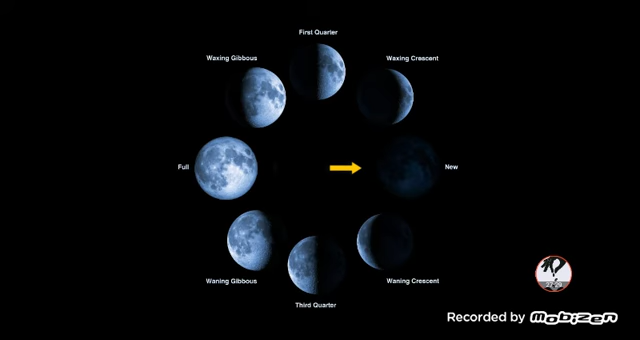 First Quarter
Waxing Gibbous
Waxing Crescent
Full
New
Waning Gibbous
Waning Crescent
Third Quarter
Recorded by Mobizen